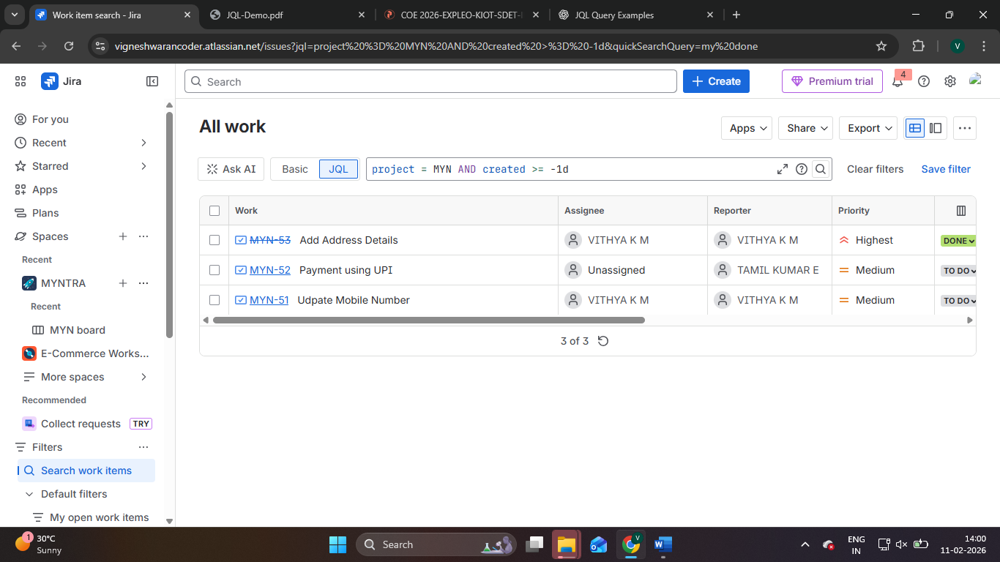 Work item search - Jira
JQL-Demo.pdf
COE 2026-EXPLEO-KIOT-SDET-
JQL Query Examples
vigneshwarancoder.atlassian.net/issues?jql=project%20%3D%20MYN%20AND%20created%20>%3D%20-1d&quickSearchQuery=my%20done
V
Jira
Search
Create
Premium trial
4
For you
Recent
Starred
Apps
Plans
Spaces
Recent
MYNTRA
Recent
MYN board
E-Commerce Works...
More spaces
Recommended
Collect requests TRY
Filters
Search work items
Default filters
My open work items
All work
Apps
Share
Export
Ask AI
Basic
JQL
project = MYN AND created >= -1d
Clear filters
Save filter
Work Assignee Reporter Priority
MYN-53 Add Address Details VITHYA K M VITHYA K M Highest DONE
MYN-52 Payment using UPI Unassigned TAMIL KUMAR E Medium TO DO
MYN-51 Udpate Mobile Number VITHYA K M VITHYA K M Medium TO DO
3 of 3
1
30°C
Sunny
Search
V
ENG
IN
14:00
11-02-2026